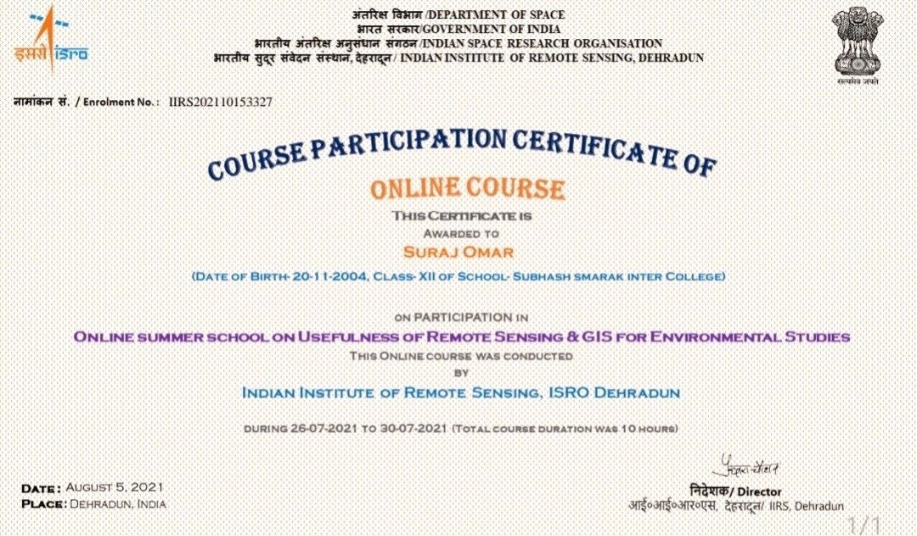 अंतरिक्ष विभाग /DEPARTMENT OF SPACE
भारत सरकार/GOVERNMENT OF INDIA
भारतीय अंतरिक्ष अनुसंधान संगठन/INDIAN SPACE RESEARCH ORGANISATION
भारतीय सुदूर संवेदन संस्थान, देहरादून/ INDIAN INSTITUTE OF REMOTE SENSING, DEHRADUN
इसरो isro
सत्यमेव जयते
नामांकन सं. / Enrolment No.: IIRS202110153327
COURSE PARTICIPATION CERTIFICATE OF
ONLINE COURSE
THIS CERTIFICATE IS
AWARDED TO
SURAJ OMAR
(DATE OF BIRTH- 20-11-2004, CLASS- XII OF SCHOOL- SUBHASH SMARAK INTER COLLEGE)
ON PARTICIPATION IN
ONLINE SUMMER SCHOOL ON USEFULNESS OF REMOTE SENSING & GIS FOR ENVIRONMENTAL STUDIES
THIS ONLINE COURSE WAS CONDUCTED
BY
INDIAN INSTITUTE OF REMOTE SENSING, ISRO DEHRADUN
DURING 26-07-2021 TO 30-07-2021 (TOTAL COURSE DURATION WAS 10 HOURS)
DATE: AUGUST 5, 2021
PLACE: DEHRADUN, INDIA
निदेशक/ Director
आई०आई०आर०एस, देहरादून/ IIRS, Dehradun
1/1